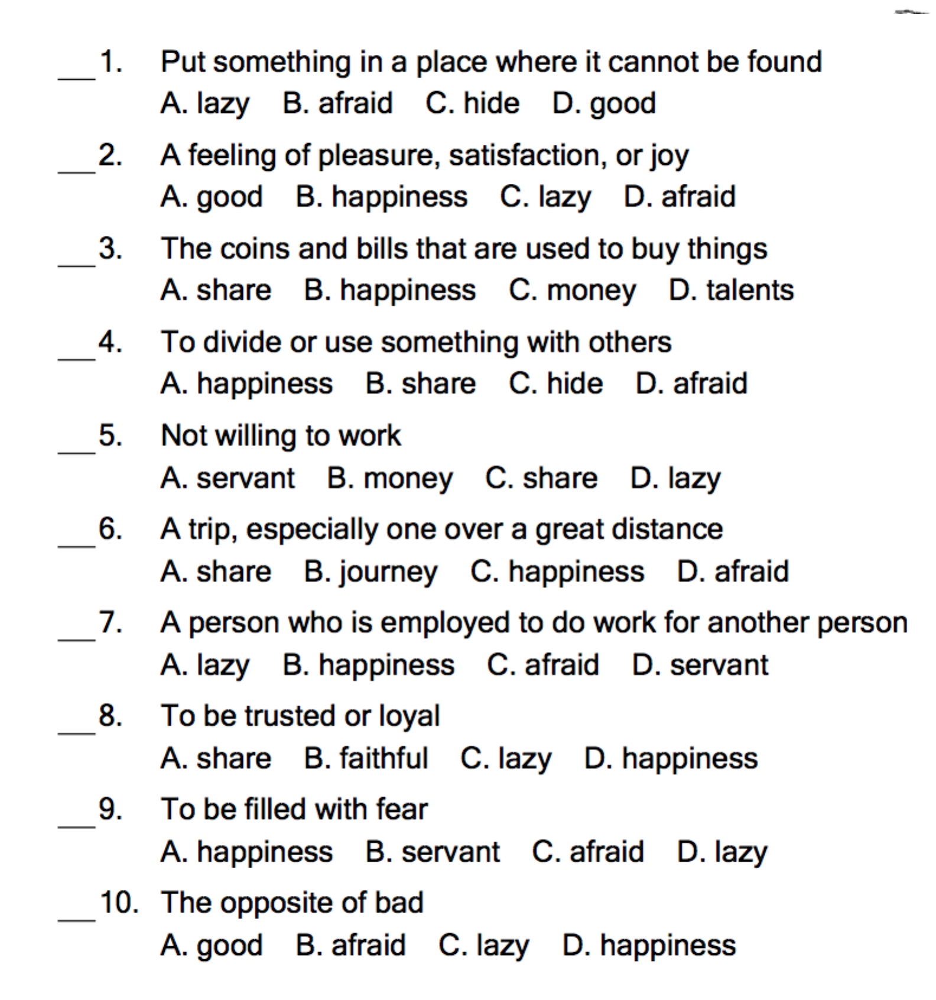 ___1. Put something in a place where it cannot be found
A. lazy B. afraid C. hide D. good
___2. A feeling of pleasure, satisfaction, or joy
A. good B. happiness C. lazy D. afraid
___3. The coins and bills that are used to buy things
A. share B. happiness C. money D. talents
___4. To divide or use something with others
A. happiness B. share C. hide D. afraid
___5. Not willing to work
A. servant B. money C. share D. lazy
___6. A trip, especially one over a great distance
A. share B. journey C. happiness D. afraid
___7. A person who is employed to do work for another person
A. lazy B. happiness C. afraid D. servant
___8. To be trusted or loyal
A. share B. faithful C. lazy D. happiness
___9. To be filled with fear
A. happiness B. servant C. afraid D. lazy
___10. The opposite of bad
A. good B. afraid C. lazy D. happiness